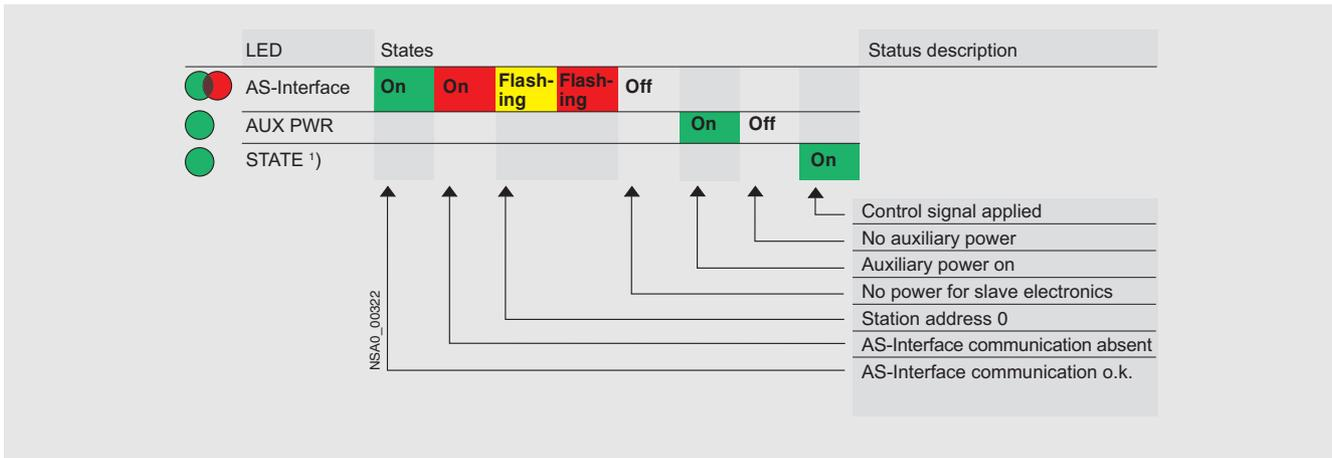 LED States Status description
AS-Interface On On Flash- Flash- Off
ing ing
AUX PWR On Off
STATE ¹) On
Control signal applied
No auxiliary power
Auxiliary power on
No power for slave electronics
Station address 0
AS-Interface communication absent
AS-Interface communication o.k.
NSA0_00322